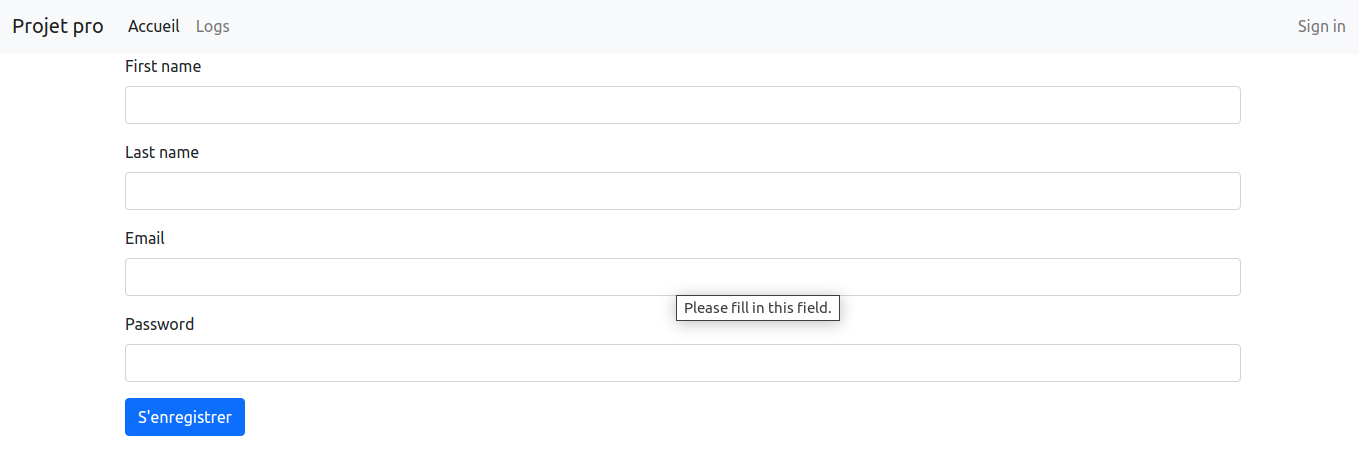 Projet pro Accueil Logs Sign in
First name
Last name
Email
Please fill in this field.
Password
S'enregistrer